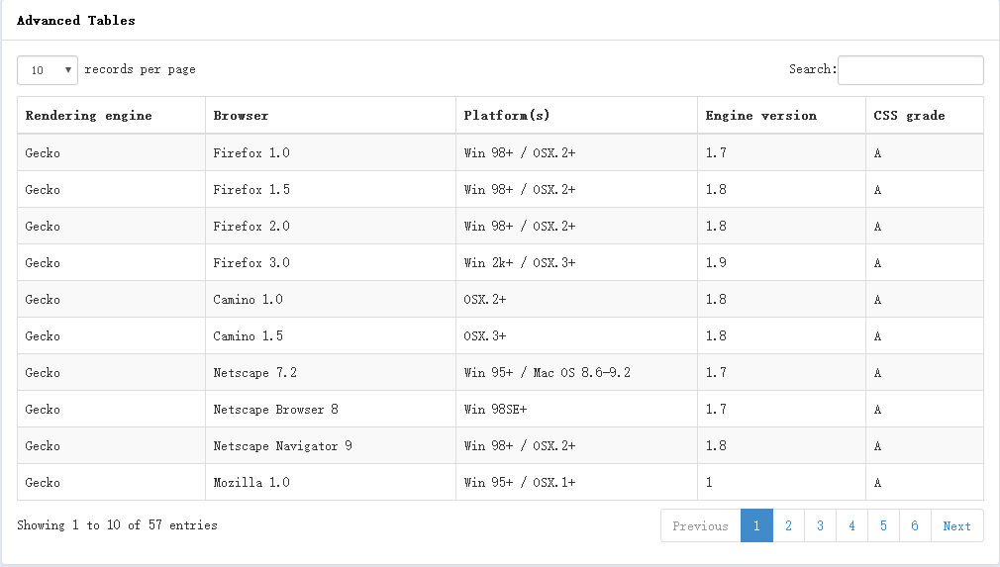 Advanced Tables
10 records per page Search:
Rendering engine Browser Platform(s) Engine version CSS grade
Gecko Firefox 1.0 Win 98+ / OSX.2+ 1.7 A
Gecko Firefox 1.5 Win 98+ / OSX.2+ 1.8 A
Gecko Firefox 2.0 Win 98+ / OSX.2+ 1.8 A
Gecko Firefox 3.0 Win 2k+ / OSX.3+ 1.9 A
Gecko Camino 1.0 OSX.2+ 1.8 A
Gecko Camino 1.5 OSX.3+ 1.8 A
Gecko Netscape 7.2 Win 95+ / Mac OS 8.6-9.2 1.7 A
Gecko Netscape Browser 8 Win 98SE+ 1.7 A
Gecko Netscape Navigator 9 Win 98+ / OSX.2+ 1.8 A
Gecko Mozilla 1.0 Win 95+ / OSX.1+ 1 A
Showing 1 to 10 of 57 entries Previous 1 2 3 4 5 6 Next